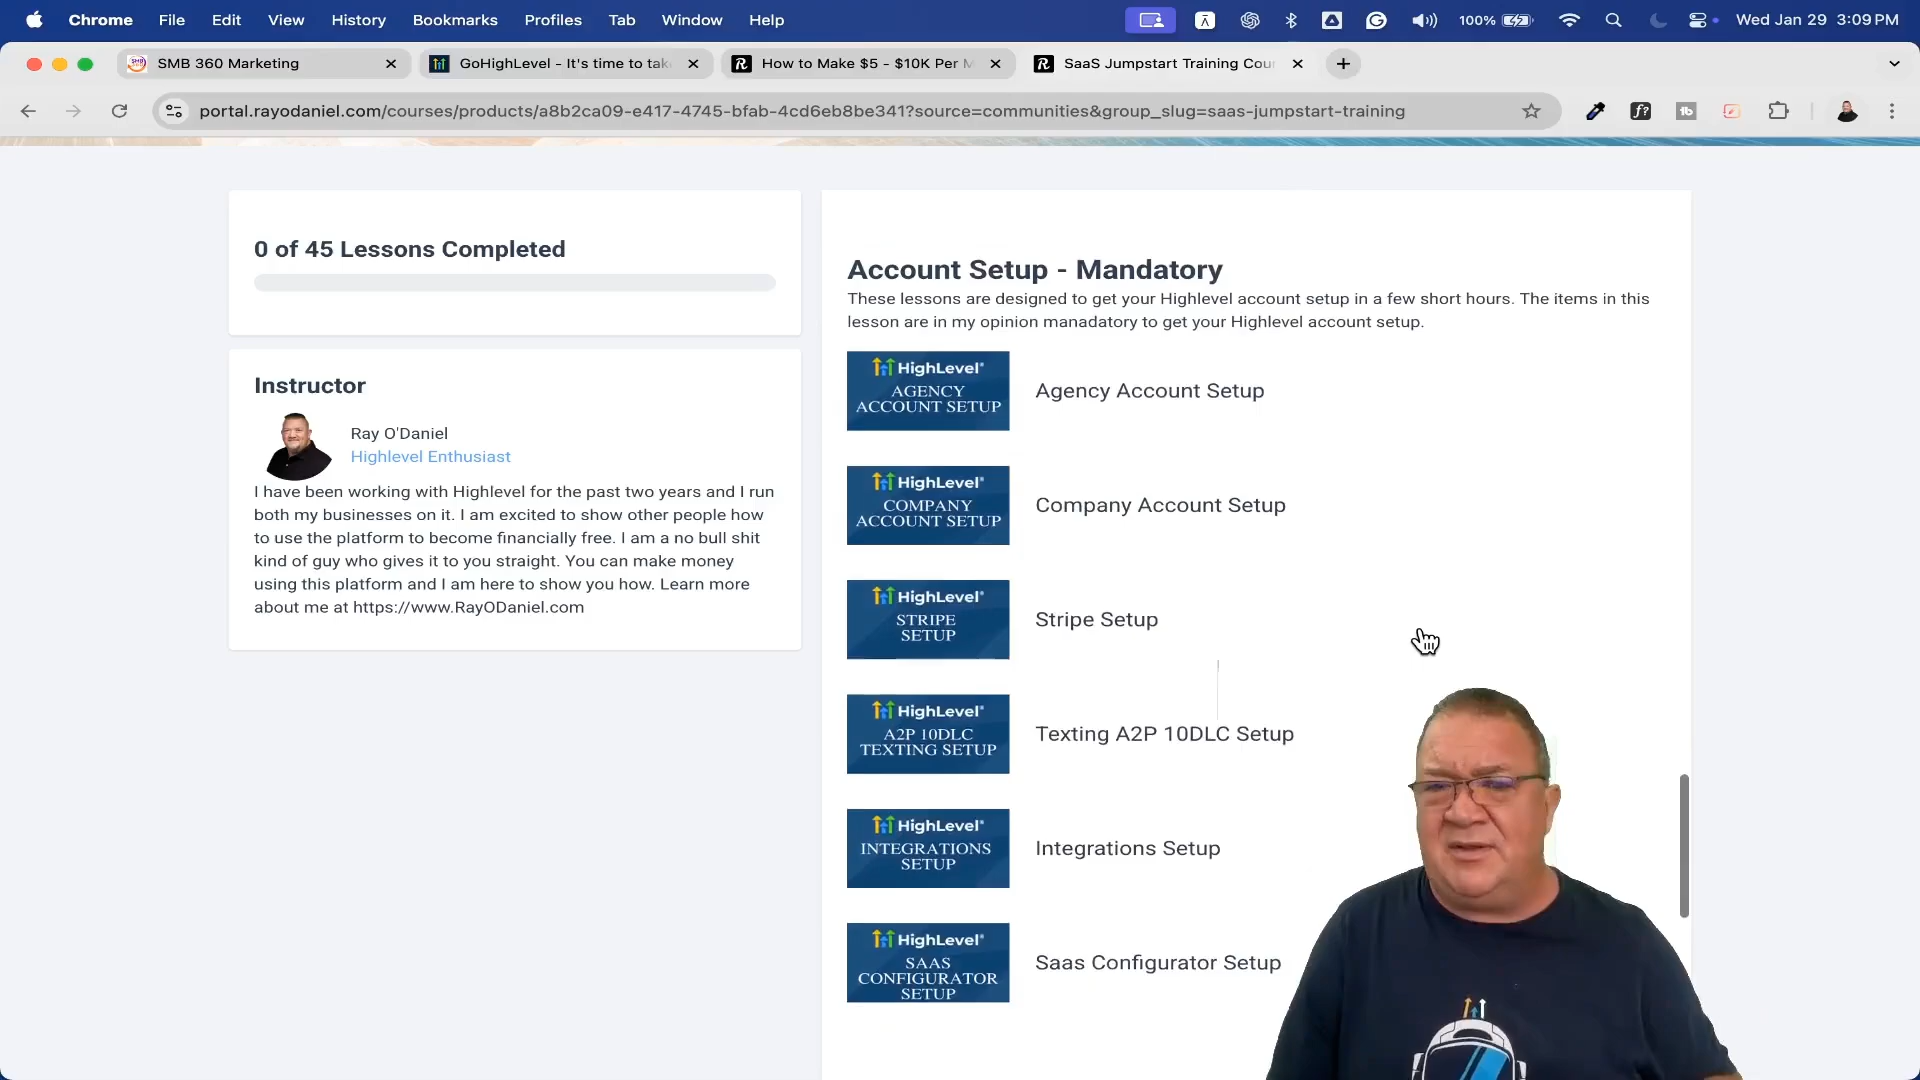 Chrome File Edit View History Bookmarks Profiles Tab Window Help 100% Wed Jan 29 3:09 PM
SMB 360 Marketing
GoHighLevel - It's time to tak
How to Make $5 - $10K Per M
SaaS Jumpstart Training Cou
portal.rayodaniel.com/courses/products/a8b2ca09-e417-4745-bfab-4cd6eb8be341?source=communities&group_slug=saas-jumpstart-training
0 of 45 Lessons Completed
Instructor
Ray O'Daniel
Highlevel Enthusiast
I have been working with Highlevel for the past two years and I run
both my businesses on it. I am excited to show other people how
to use the platform to become financially free. I am a no bull shit
kind of guy who gives it to you straight. You can make money
using this platform and I am here to show you how. Learn more
about me at https://www.RayODaniel.com
Account Setup - Mandatory
These lessons are designed to get your Highlevel account setup in a few short hours. The items in this
lesson are in my opinion manadatory to get your Highlevel account setup.
HighLevel
AGENCY
ACCOUNT SETUP
Agency Account Setup
HighLevel
COMPANY
ACCOUNT SETUP
Company Account Setup
HighLevel
STRIPE
SETUP
Stripe Setup
HighLevel
A2P 10DLC
TEXTING SETUP
Texting A2P 10DLC Setup
HighLevel
INTEGRATIONS
SETUP
Integrations Setup
HighLevel
SAAS
CONFIGURATOR
SETUP
Saas Configurator Setup